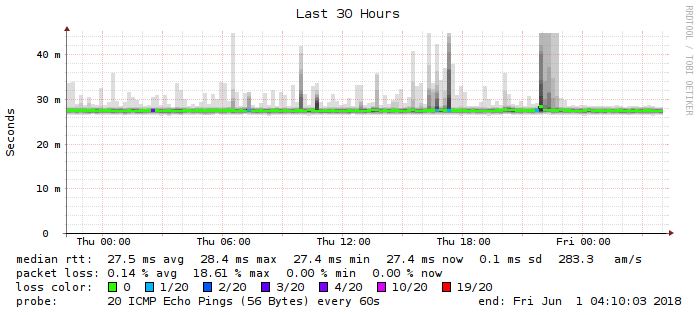 Last 30 Hours
RRDTOOL / TOBI OETIKER
Seconds
40 m
30 m
20 m
10 m
0
Thu 00:00 Thu 06:00 Thu 12:00 Thu 18:00 Fri 00:00
median rtt: 27.5 ms avg 28.4 ms max 27.4 ms min 27.4 ms now 0.1 ms sd 283.3 am/s
packet loss: 0.14 % avg 18.61 % max 0.00 % min 0.00 % now
loss color: 0 1/20 2/20 3/20 4/20 10/20 19/20
probe: 20 ICMP Echo Pings (56 Bytes) every 60s end: Fri Jun 1 04:10:03 2018